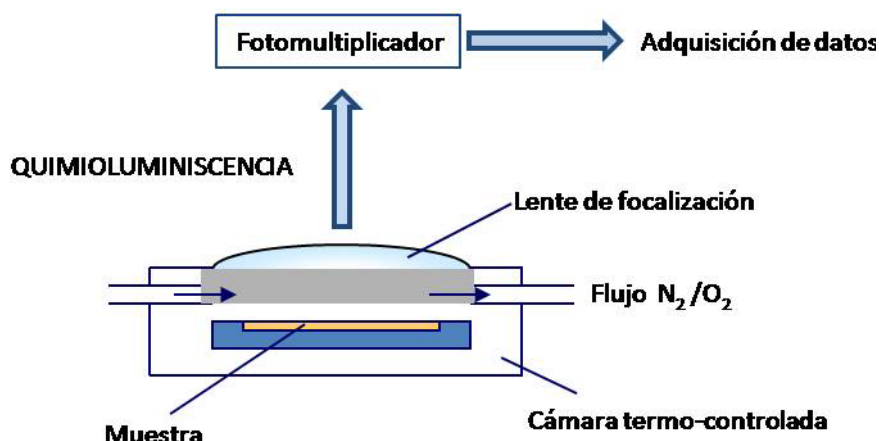 Fotomultiplicador
Adquisición de datos
QUIMIOLUMINISCENCIA
Lente de focalización
Flujo N₂/O₂
Cámara termo-controlada
Muestra